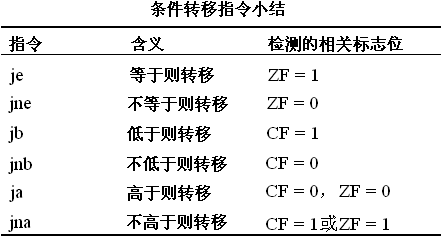 条件转移指令小结
指令 含义 检测的相关标志位
je 等于则转移 ZF = 1
jne 不等于则转移 ZF = 0
jb 低于则转移 CF = 1
jnb 不低于则转移 CF = 0
ja 高于则转移 CF = 0，ZF = 0
jna 不高于则转移 CF = 1或ZF = 1